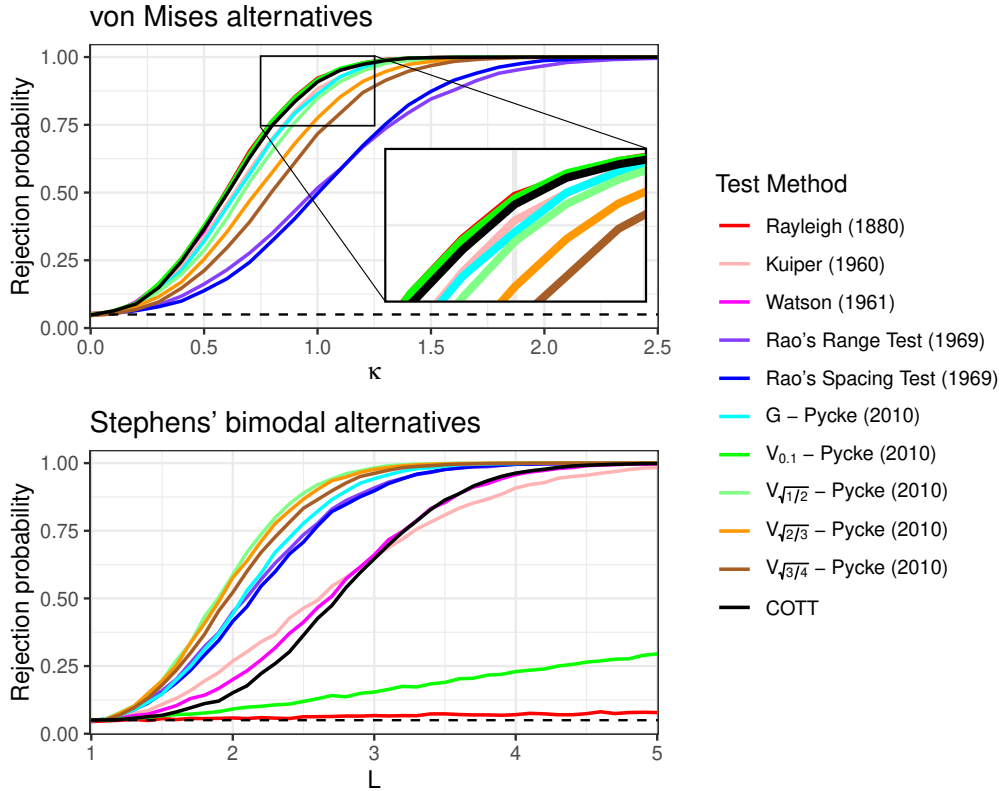 von Mises alternatives
Rejection probability
1.00
0.75
0.50
0.25
0.00
0.0 0.5 1.0 1.5 2.0 2.5
κ
Stephens’ bimodal alternatives
Rejection probability
1.00
0.75
0.50
0.25
0.00
1 2 3 4 5
L
Test Method
Rayleigh (1880)
Kuiper (1960)
Watson (1961)
Rao’s Range Test (1969)
Rao’s Spacing Test (1969)
G − Pycke (2010)
V0.1 − Pycke (2010)
V√1/2 − Pycke (2010)
V√2/3 − Pycke (2010)
V√3/4 − Pycke (2010)
COTT